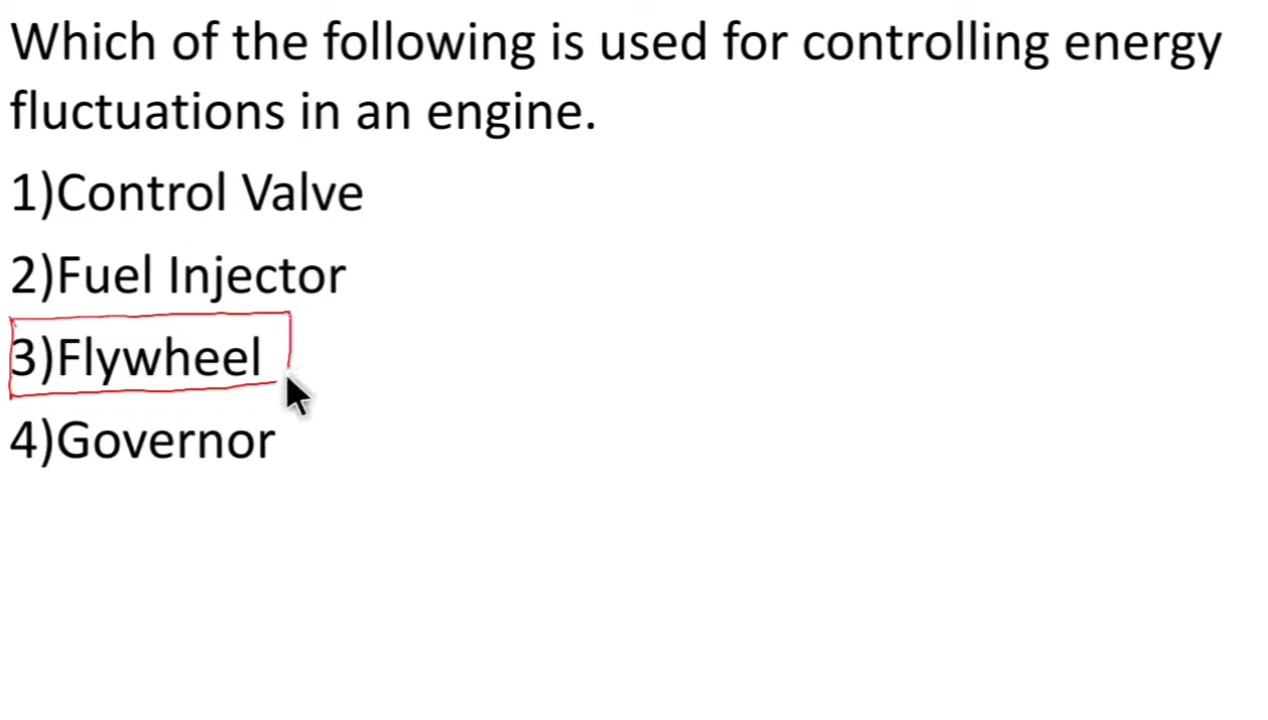 Which of the following is used for controlling energy
fluctuations in an engine.
1)Control Valve
2)Fuel Injector
3)Flywheel
4)Governor